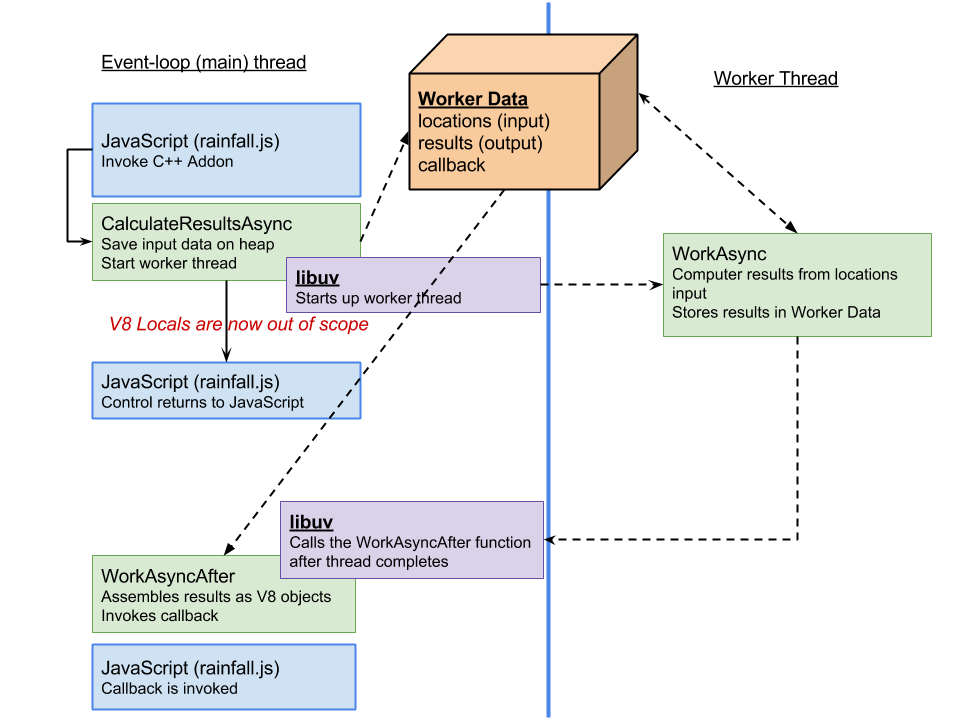 Event-loop (main) thread
Worker Thread
Worker Data
locations (input)
results (output)
callback
JavaScript (rainfall.js)
Invoke C++ Addon
CalculateResultsAsync
Save input data on heap
Start worker thread
libuv
Starts up worker thread
WorkAsync
Computer results from locations
input
Stores results in Worker Data
V8 Locals are now out of scope
JavaScript (rainfall.js)
Control returns to JavaScript
libuv
Calls the WorkAsyncAfter function
after thread completes
WorkAsyncAfter
Assembles results as V8 objects
Invokes callback
JavaScript (rainfall.js)
Callback is invoked